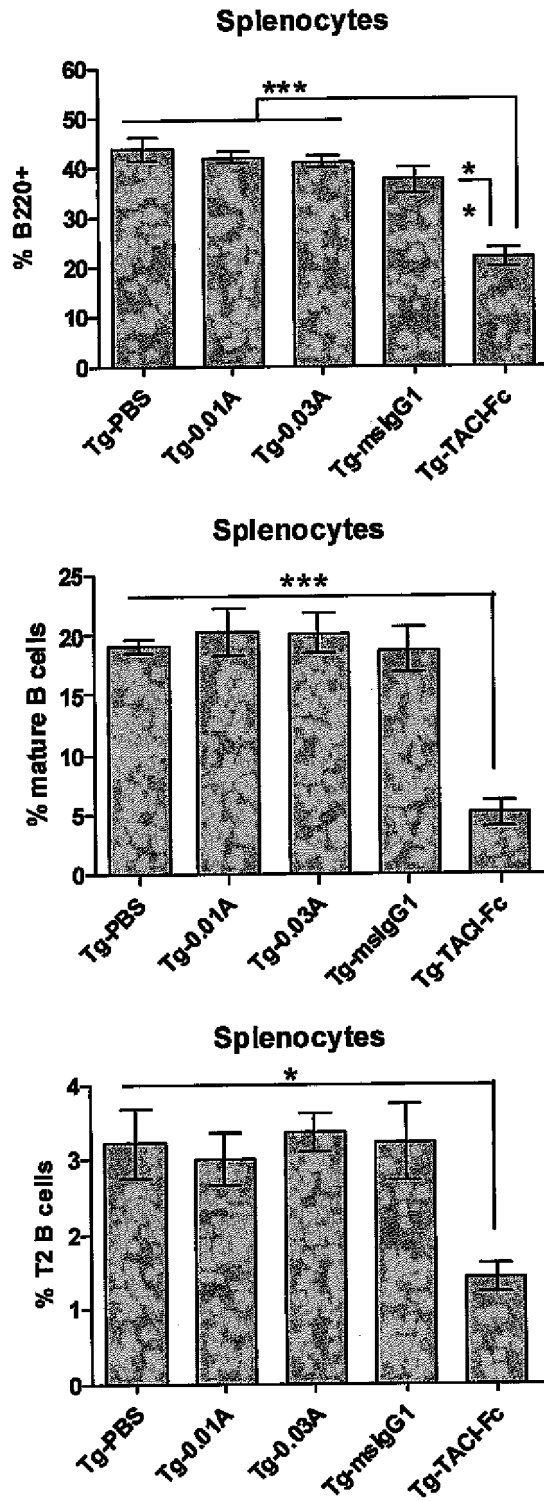 Splenocytes
% B220+
60
50
40
30
20
10
0
***
*
*
Tg-PBS
Tg-0.01A
Tg-0.03A
Tg-msIgG1
Tg-TACI-Fc
Splenocytes
% mature B cells
25
20
15
10
5
0
***
Tg-PBS
Tg-0.01A
Tg-0.03A
Tg-msIgG1
Tg-TACI-Fc
Splenocytes
% T2 B cells
4
3
2
1
0
*
Tg-PBS
Tg-0.01A
Tg-0.03A
Tg-msIgG1
Tg-TACI-Fc